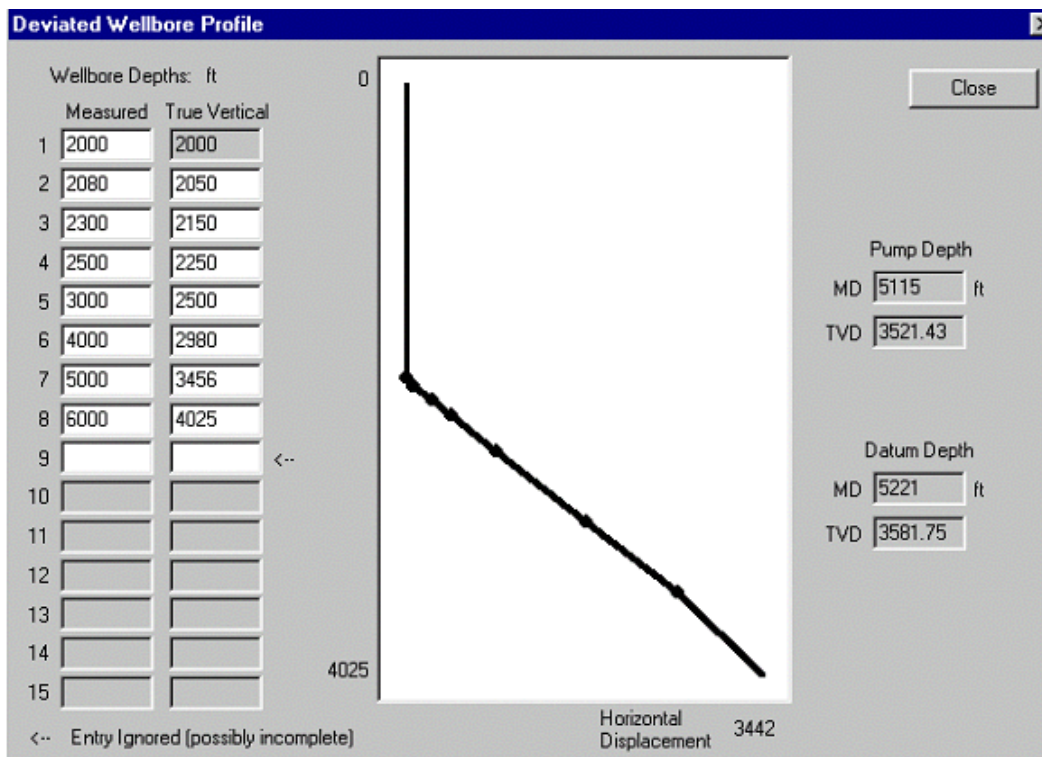 Deviated Wellbore Profile
Wellbore Depths: ft
Measured True Vertical
1 2000 2000
2 2080 2050
3 2300 2150
4 2500 2250
5 3000 2500
6 4000 2980
7 5000 3456
8 6000 4025
9 <--
10
11
12
13
14
15
<-- Entry Ignored (possibly incomplete)
0
4025
Horizontal
Displacement 3442
Close
Pump Depth
MD 5115 ft
TVD 3521.43
Datum Depth
MD 5221 ft
TVD 3581.75